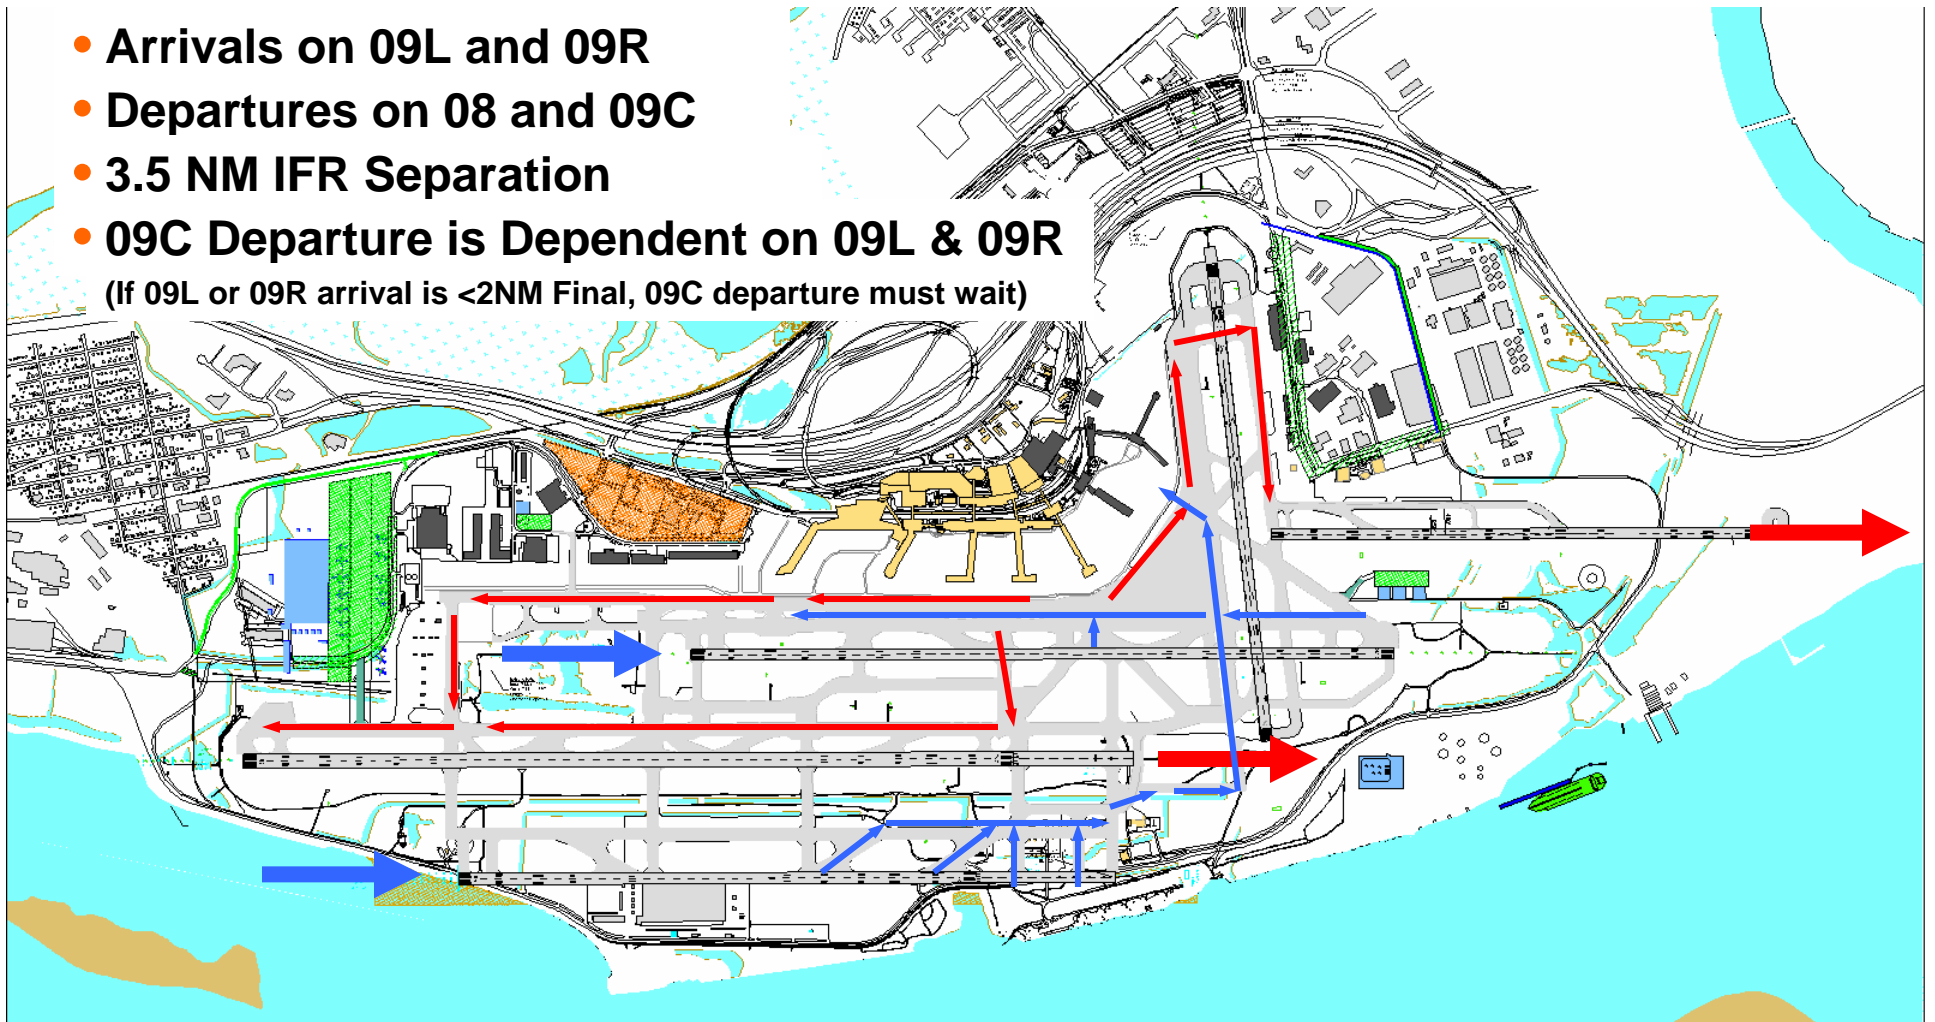 • Arrivals on 09L and 09R
• Departures on 08 and 09C
• 3.5 NM IFR Separation
• 09C Departure is Dependent on 09L & 09R
(If 09L or 09R arrival is <2NM Final, 09C departure must wait)